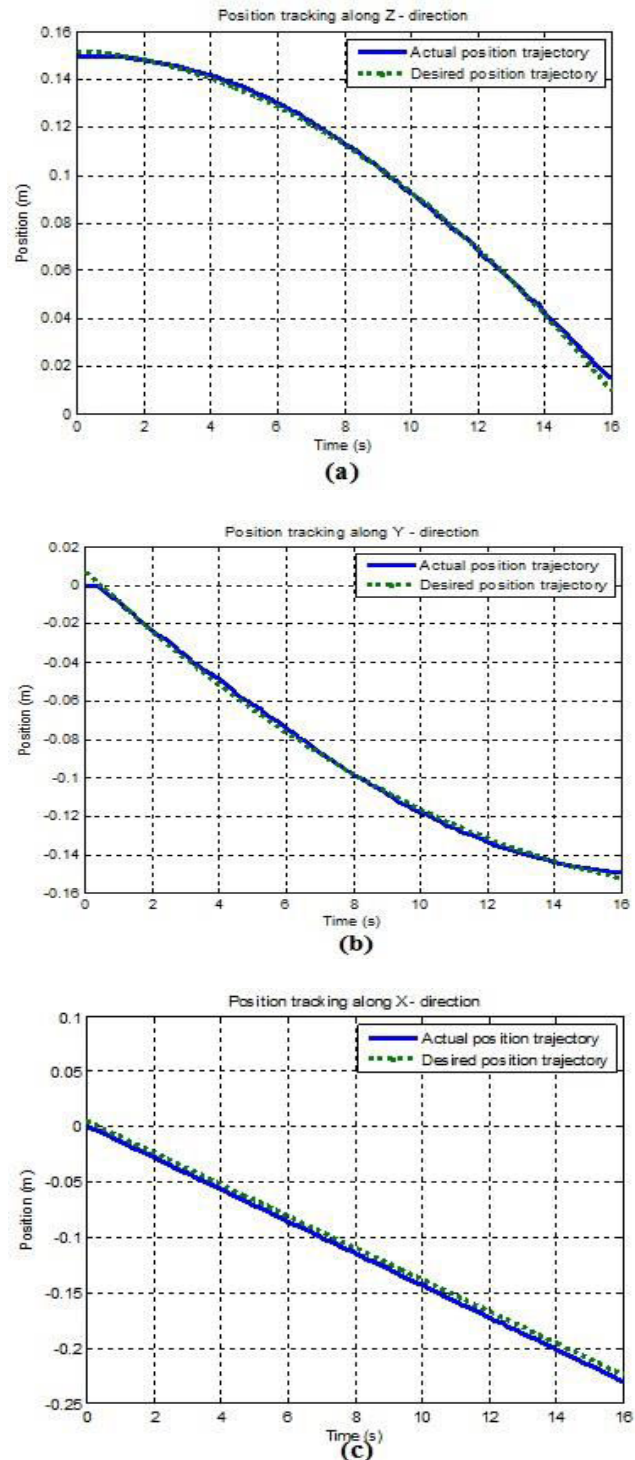 Position tracking along Z - direction
0.16
0.14
0.12
0.1
0.08
0.06
0.04
0.02
0
Position (m)
Actual position trajectory
Desired position trajectory
0 2 4 6 8 10 12 14 16
Time (s)
(a)
Position tracking along Y - direction
0.02
0
-0.02
-0.04
-0.06
-0.08
-0.1
-0.12
-0.14
-0.16
Position (m)
Actual position trajectory
Desired position trajectory
0 2 4 6 8 10 12 14 16
Time (s)
(b)
Position tracking along X - direction
0.1
0.05
0
-0.05
-0.1
-0.15
-0.2
-0.25
Position (m)
Actual position trajectory
Desired position trajectory
0 2 4 6 8 10 12 14 16
Time (s)
(c)